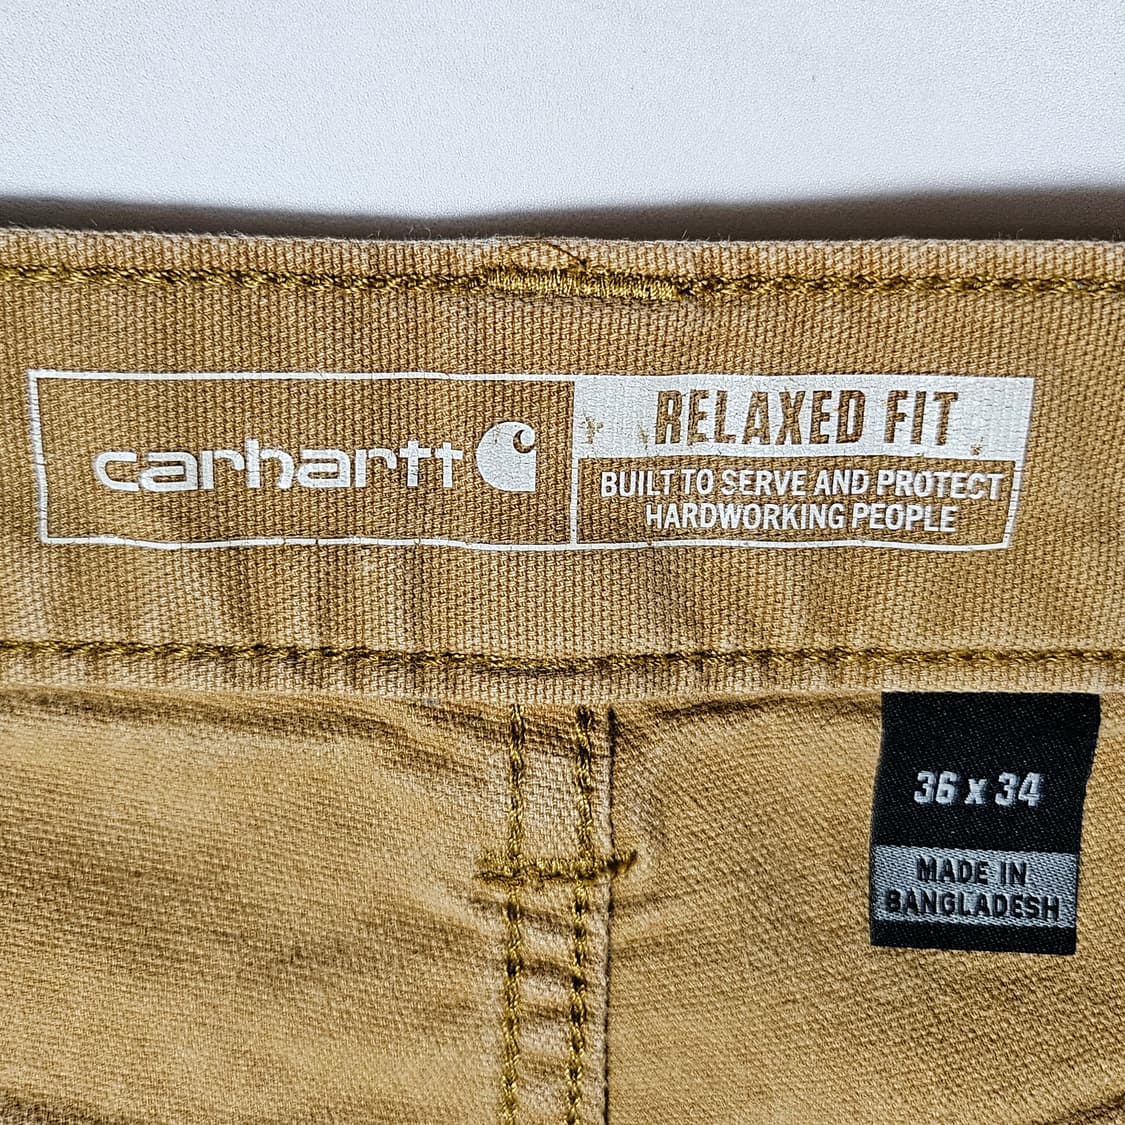 carhartt
RELAXED FIT
BUILT TO SERVE AND PROTECT
HARDWORKING PEOPLE
36 x 34
MADE IN
BANGLADESH